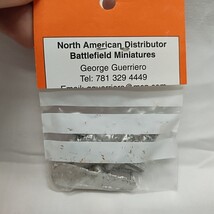 North American Distributor
Battlefield Miniatures
George Guerriero
Tel: 781 329 4449